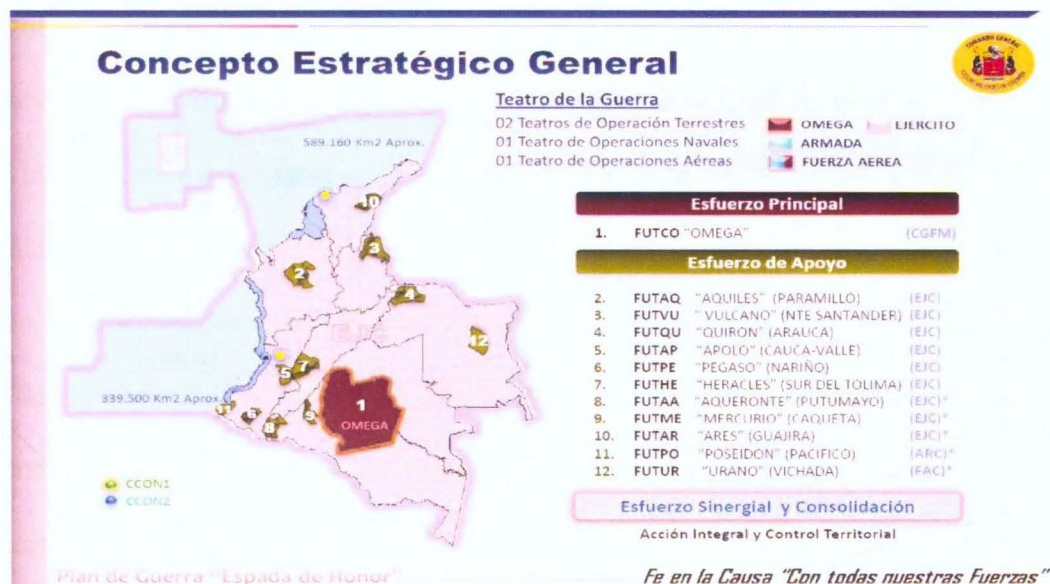 Concepto Estratégico General
COMANDO GENERAL
Teatro de la Guerra
02 Teatros de Operación Terrestres OMEGA EJERCITO
01 Teatro de Operaciones Navales ARMADA
01 Teatro de Operaciones Aéreas FUERZA AEREA
589.160 Km2 Aprox.
339.500 Km2 Aprox.
EJC
10
3
2
4
12
7
5
1
OMEGA
11
6
8
9
CCON1
CCON2
Esfuerzo Principal
1. FUTCO "OMEGA" (CGFM)
Esfuerzo de Apoyo
2. FUTAQ "AQUILES" (PARAMILLO) (EJC)
3. FUTVU "VULCANO" (NTE SANTANDER) (EJC)
4. FUTQU "QUIRON" (ARAUCA) (EJC)
5. FUTAP "APOLO" (CAUCA-VALLE) (EJC)
6. FUTPE "PEGASO" (NARIÑO) (EJC)
7. FUTHE "HERACLES" (SUR DEL TOLIMA) (EJC)
8. FUTAA "AQUERONTE" (PUTUMAYO) (EJC)*
9. FUTME "MERCURIO" (CAQUETA) (EJC)*
10. FUTAR "ARES" (GUAJIRA) (EJC)*
11. FUTPO "POSEIDON" (PACIFICO) (ARC)*
12. FUTUR "URANO" (VICHADA) (FAC)*
Esfuerzo Sinergial y Consolidación
Acción Integral y Control Territorial
Plan de Guerra "Espada de Honor"
Fe en la Causa "Con todas nuestras Fuerzas"